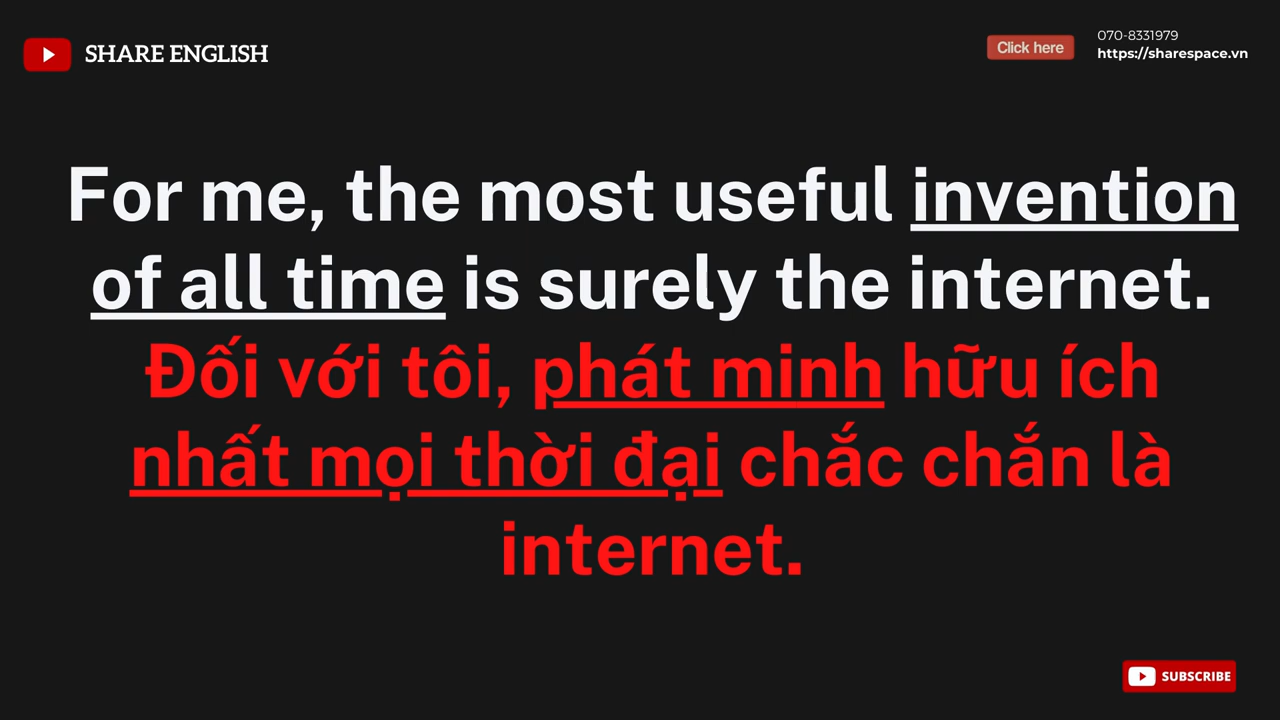 SHARE ENGLISH
Click here
070-8331979
https://sharespace.vn
For me, the most useful invention
of all time is surely the internet.
Đối với tôi, phát minh hữu ích
nhất mọi thời đại chắc chắn là
internet.
SUBSCRIBE